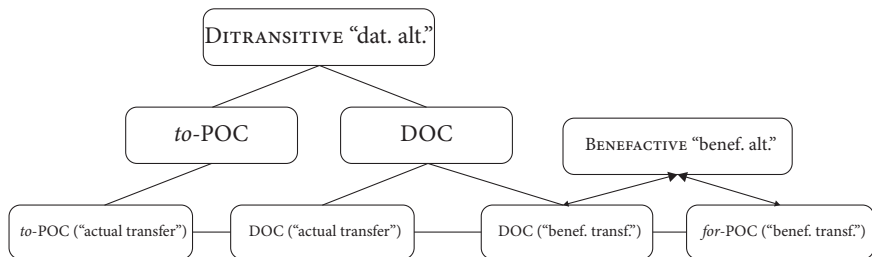 DITRANSITIVE “dat. alt.”
to-POC
DOC
BENEFACTIVE “benef. alt.”
to-POC (“actual transfer”)
DOC (“actual transfer”)
DOC (“benef. transf.”)
for-POC (“benef. transf.”)